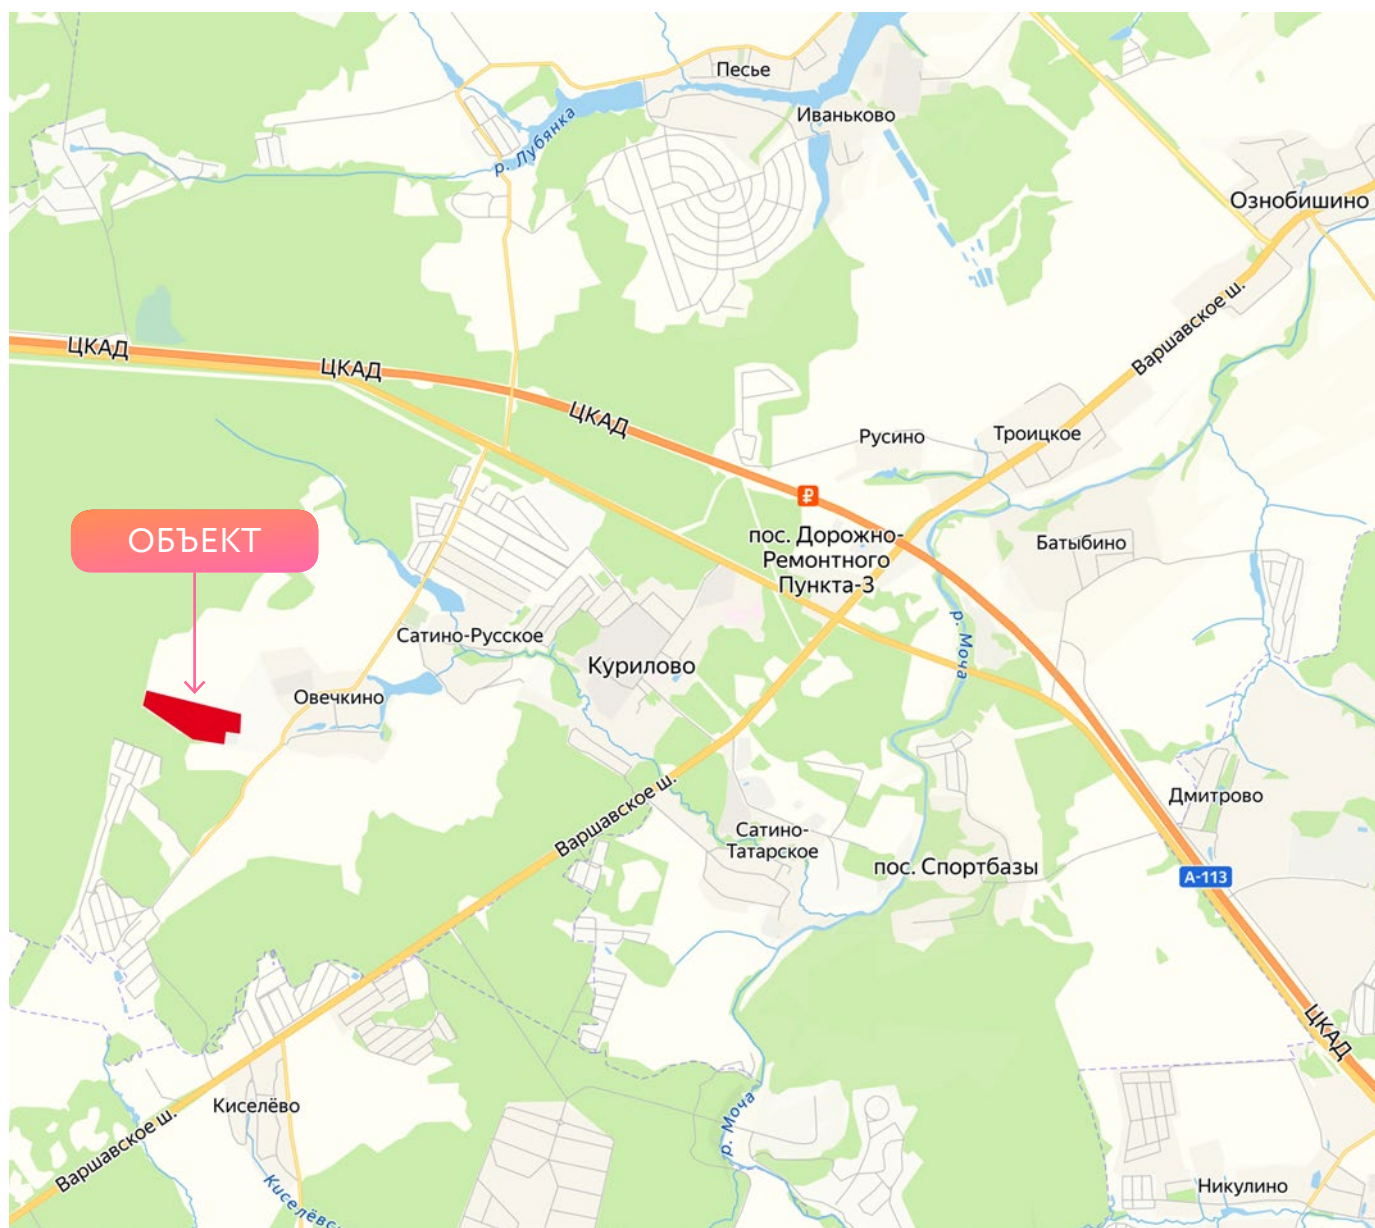 Песье
Иваньково
р. Лубянка
Ознобишино
Варшавское ш.
ЦКАД
ЦКАД
ЦКАД
Русино
Троицкое
₽
ОБЪЕКТ
пос. Дорожно-
Ремонтного
Пункта-3
Батыбино
р. Моча
Сатино-Русское
Курилово
Овечкино
Варшавское ш.
Дмитрово
Сатино-
Татарское
пос. Спортбазы
А-113
ЦКАД
Киселёво
р. Моча
Варшавское ш.
Киселёвс
Никулино